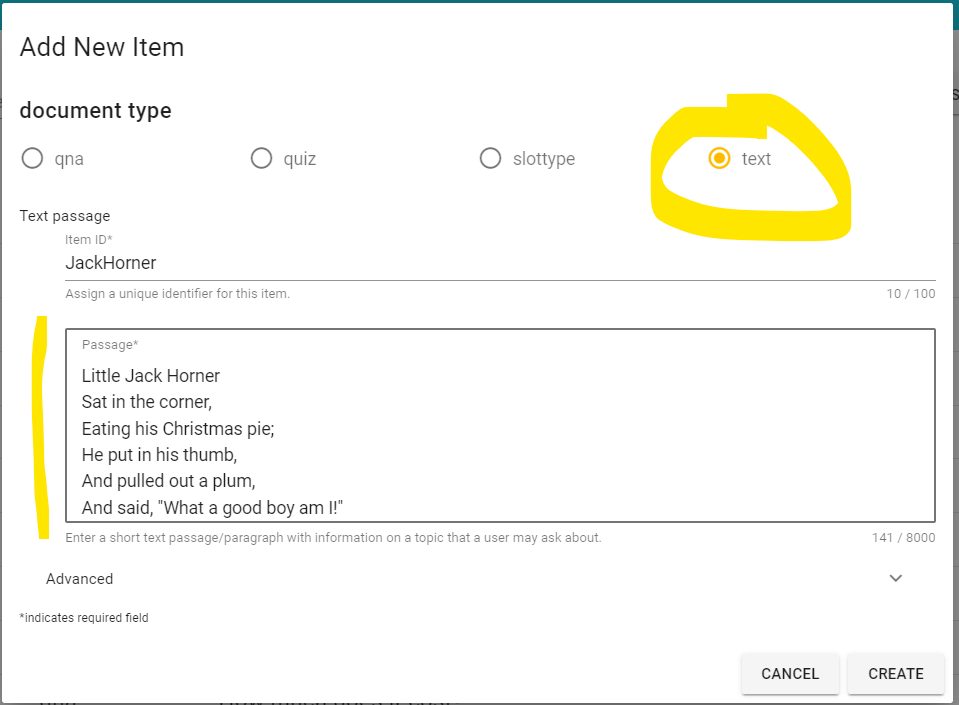 Add New Item
document type
qna quiz slottype text
Text passage
Item ID*
JackHorner
Assign a unique identifier for this item. 10 / 100
Passage*
Little Jack Horner
Sat in the corner,
Eating his Christmas pie;
He put in his thumb,
And pulled out a plum,
And said, "What a good boy am I!"
Enter a short text passage/paragraph with information on a topic that a user may ask about. 141 / 8000
Advanced
*indicates required field
CANCEL CREATE